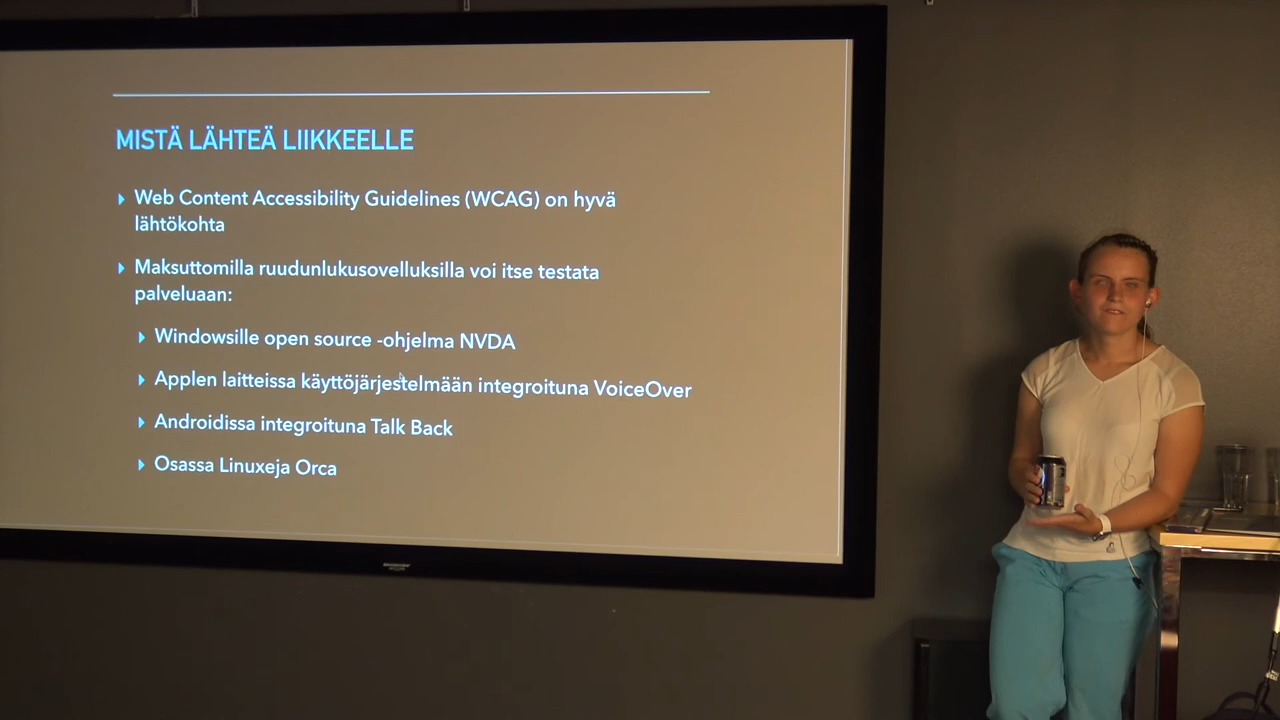 MISTÄ LÄHTEÄ LIIKKEELLE
Web Content Accessibility Guidelines (WCAG) on hyvä
lähtökohta
Maksuttomilla ruudunlukusovelluksilla voi itse testata
palveluaan:
Windowsille open source -ohjelma NVDA
Applen laitteissa käyttöjärjestelmään integroituna VoiceOver
Androidissa integroituna Talk Back
Osassa Linuxeja Orca